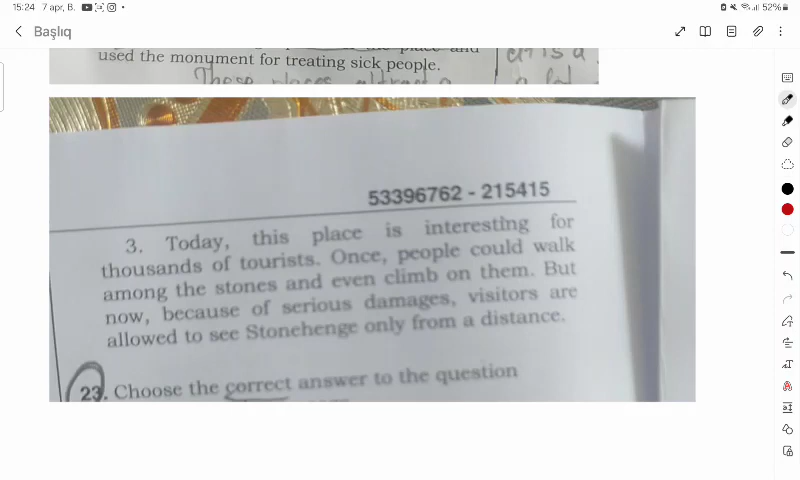 15:24 7 apr, B.
52%
Başlıq
used the monument for treating sick people.
53396762 - 215415
3. Today, this place is interesting for
thousands of tourists. Once, people could walk
among the stones and even climb on them. But
now, because of serious damages, visitors are
allowed to see Stonehenge only from a distance.
23. Choose the correct answer to the question